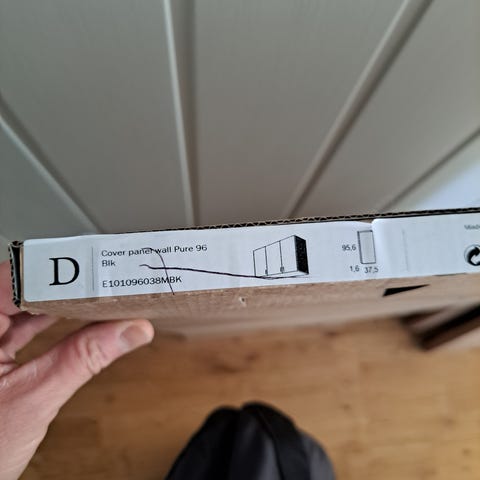 D
Cover panel wall Pure 96
Blk
E101096038MBK
95,6
1,6 37,5